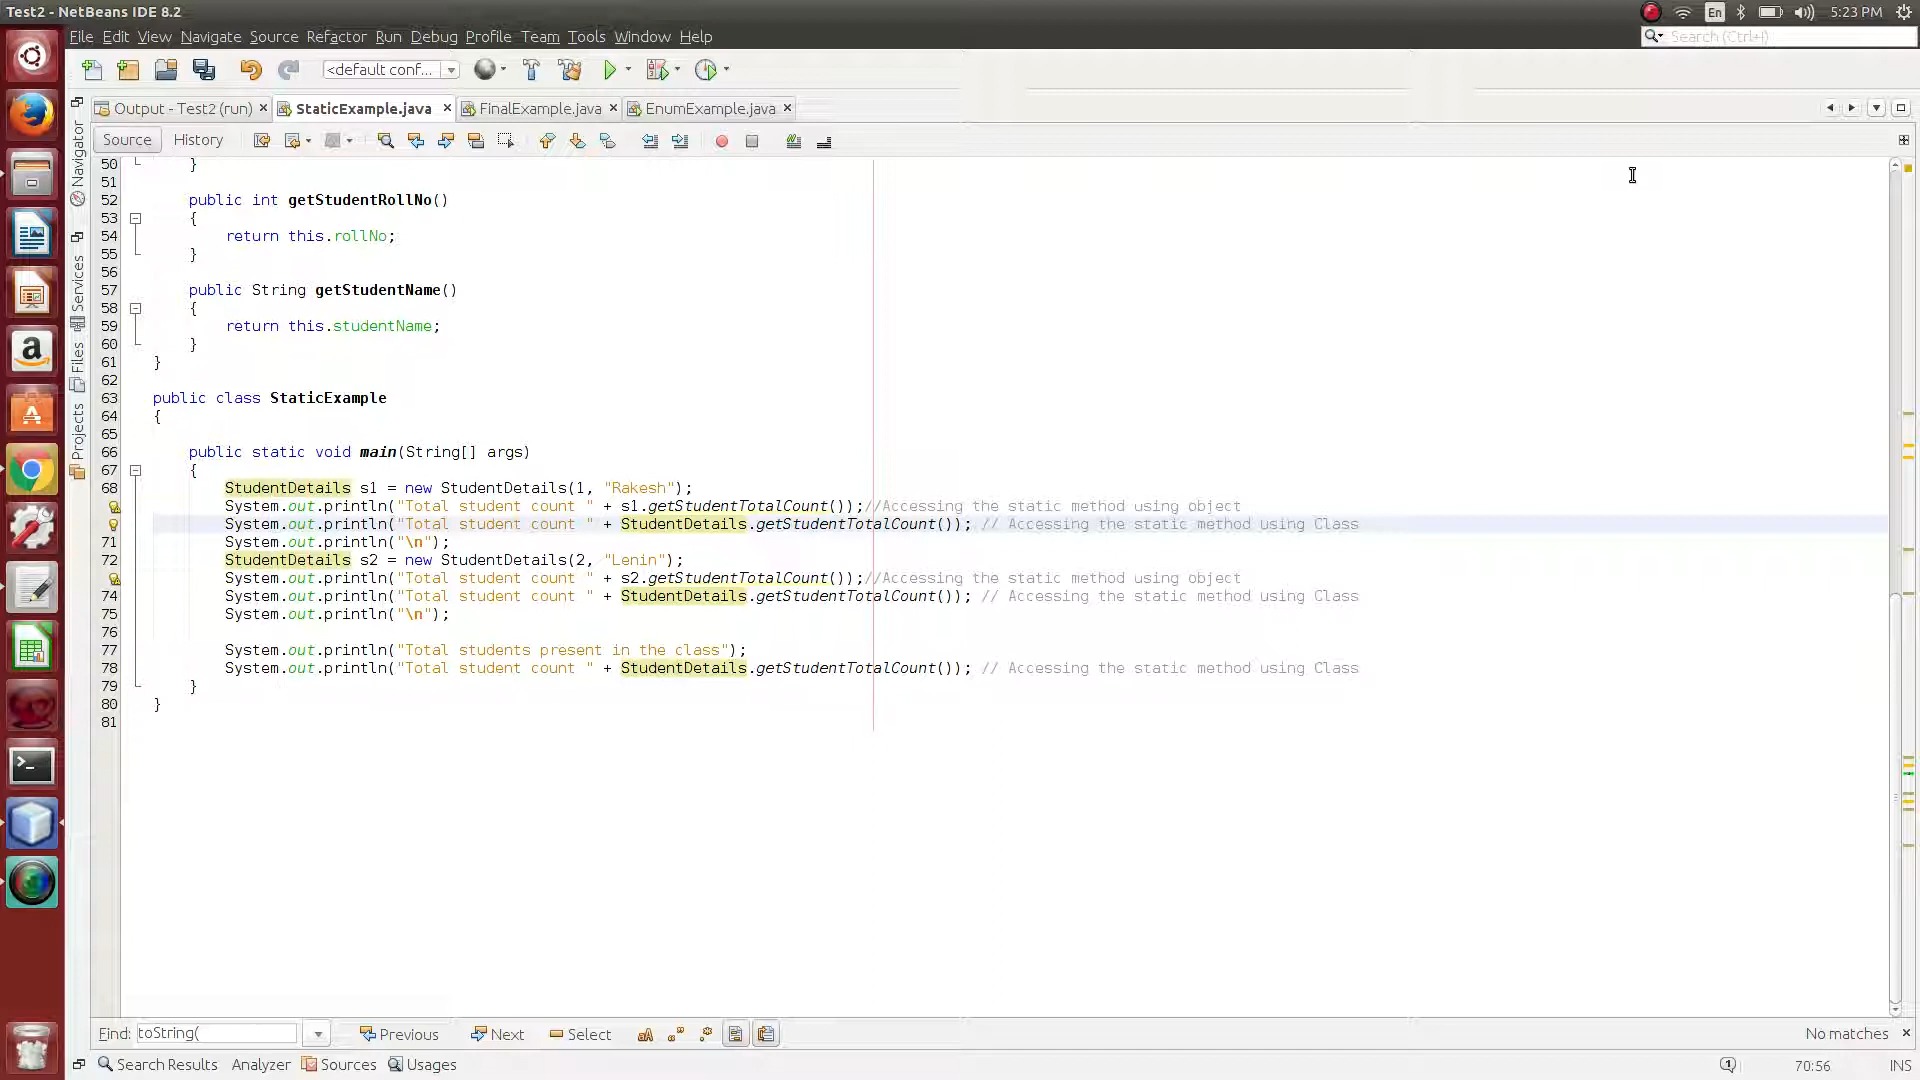 Test2 - NetBeans IDE 8.2
En
5:23 PM
File Edit View Navigate Source Refactor Run Debug Profile Team Tools Window Help
Search (Ctrl+I)
<default conf...
Output - Test2 (run)
StaticExample.java
FinalExample.java
EnumExample.java
Source
History
Navigator
Services
Files
Projects
50 }
51
52 public int getStudentRollNo()
53 {
54 return this.rollNo;
55 }
56
57 public String getStudentName()
58 {
59 return this.studentName;
60 }
61 }
62
63 public class StaticExample
64 {
65
66 public static void main(String[] args)
67 {
68 StudentDetails s1 = new StudentDetails(1, "Rakesh");
System.out.println("Total student count " + s1.getStudentTotalCount());//Accessing the static method using object
System.out.println("Total student count " + StudentDetails.getStudentTotalCount()); // Accessing the static method using Class
71 System.out.println("\n");
72 StudentDetails s2 = new StudentDetails(2, "Lenin");
System.out.println("Total student count " + s2.getStudentTotalCount());//Accessing the static method using object
74 System.out.println("Total student count " + StudentDetails.getStudentTotalCount()); // Accessing the static method using Class
75 System.out.println("\n");
76
77 System.out.println("Total students present in the class");
78 System.out.println("Total student count " + StudentDetails.getStudentTotalCount()); // Accessing the static method using Class
79 }
80 }
81
Find: toString(
Previous
Next
Select
No matches
Search Results
Analyzer
Sources
Usages
1
70:56
INS